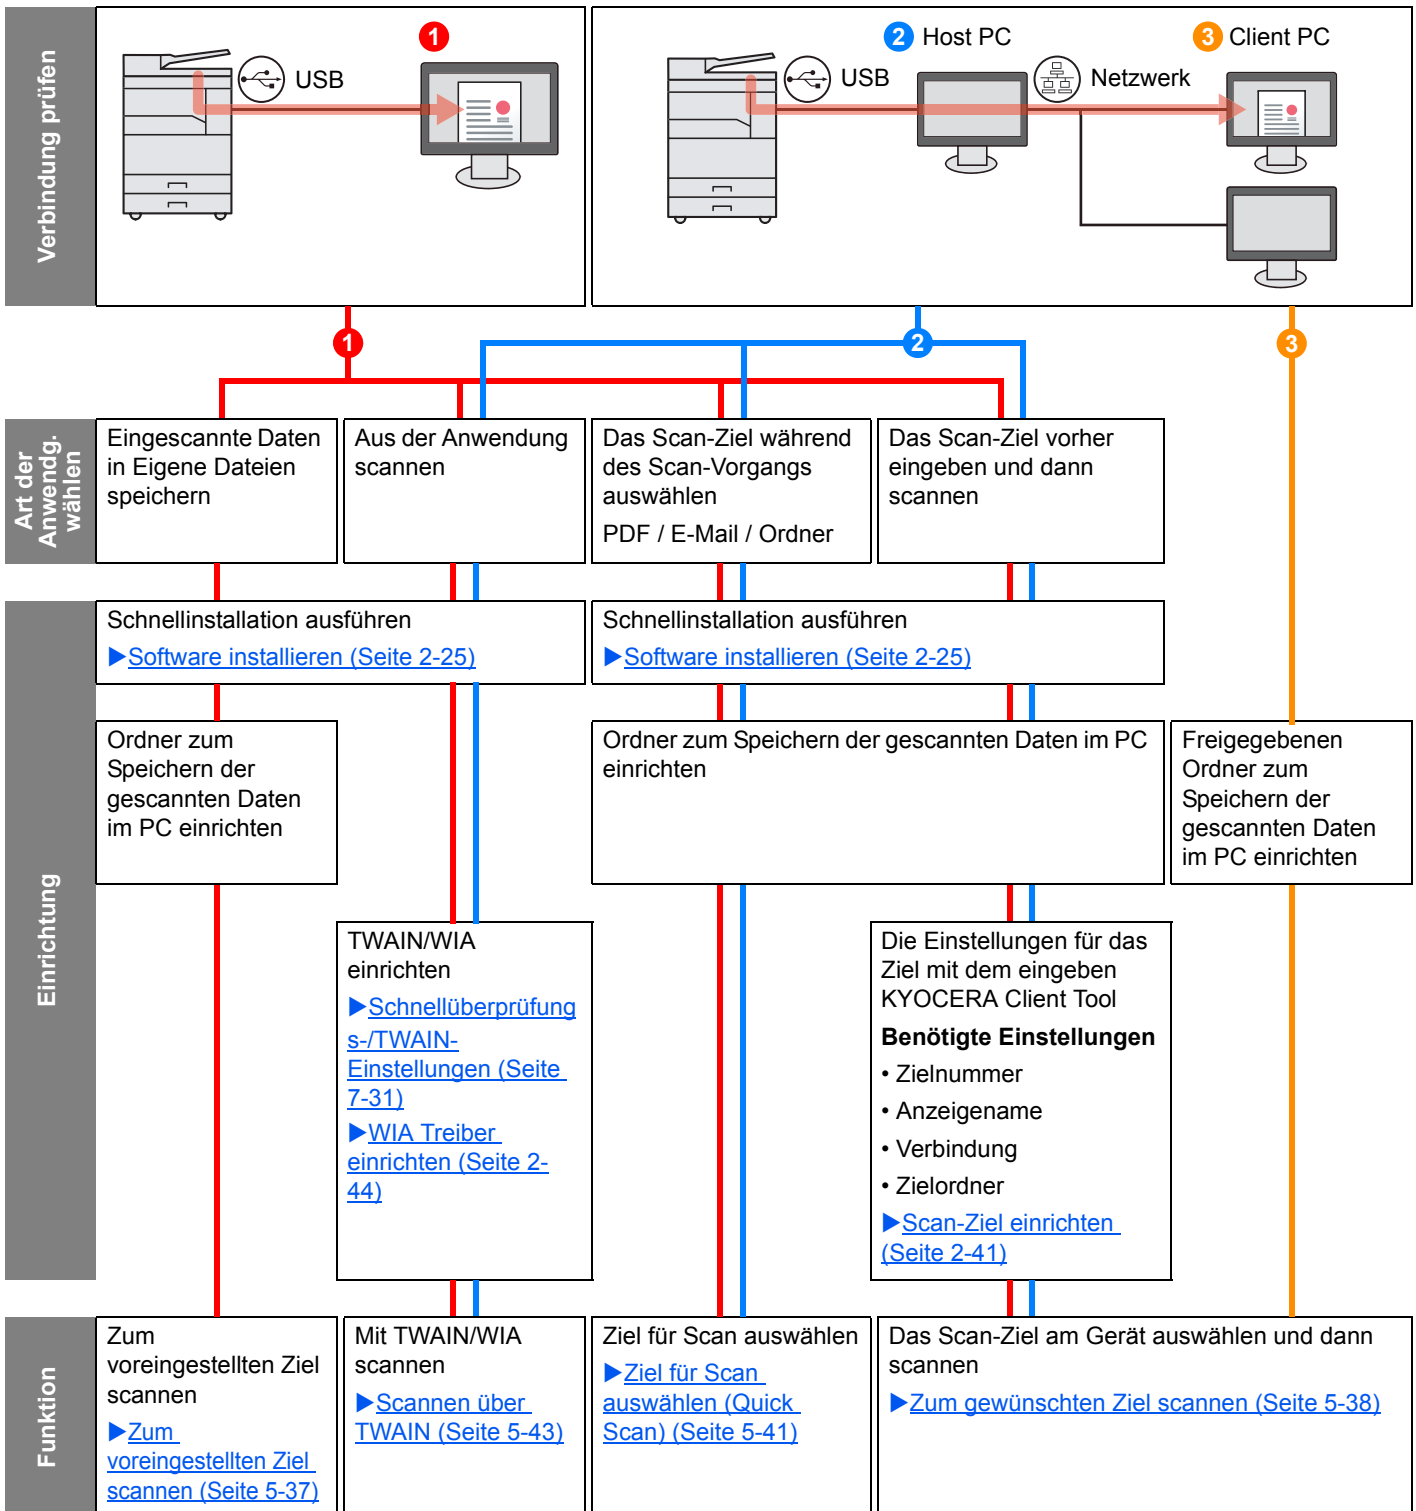 Verbindung prüfen
1
USB
2 Host PC
3 Client PC
USB
Netzwerk
1
2
3
Art der
Anwendg.
wählen
Eingescannte Daten
in Eigene Dateien
speichern
Aus der Anwendung
scannen
Das Scan-Ziel während
des Scan-Vorgangs
auswählen
PDF / E-Mail / Ordner
Das Scan-Ziel vorher
eingeben und dann
scannen
Einrichtung
Schnellinstallation ausführen
▶Software installieren (Seite 2-25)
Schnellinstallation ausführen
▶Software installieren (Seite 2-25)
Ordner zum
Speichern der
gescannten Daten
im PC einrichten
Ordner zum Speichern der gescannten Daten im PC
einrichten
Freigegebenen
Ordner zum
Speichern der
gescannten Daten
im PC einrichten
TWAIN/WIA
einrichten
▶Schnellüberprüfung
s-/TWAIN-
Einstellungen (Seite
7-31)
▶WIA Treiber
einrichten (Seite 2-
44)
Die Einstellungen für das
Ziel mit dem eingeben
KYOCERA Client Tool
Benötigte Einstellungen
• Zielnummer
• Anzeigename
• Verbindung
• Zielordner
▶Scan-Ziel einrichten
(Seite 2-41)
Funktion
Zum
voreingestellten Ziel
scannen
▶Zum
voreingestellten Ziel
scannen (Seite 5-37)
Mit TWAIN/WIA
scannen
▶Scannen über
TWAIN (Seite 5-43)
Ziel für Scan auswählen
▶Ziel für Scan
auswählen (Quick
Scan) (Seite 5-41)
Das Scan-Ziel am Gerät auswählen und dann
scannen
▶Zum gewünschten Ziel scannen (Seite 5-38)